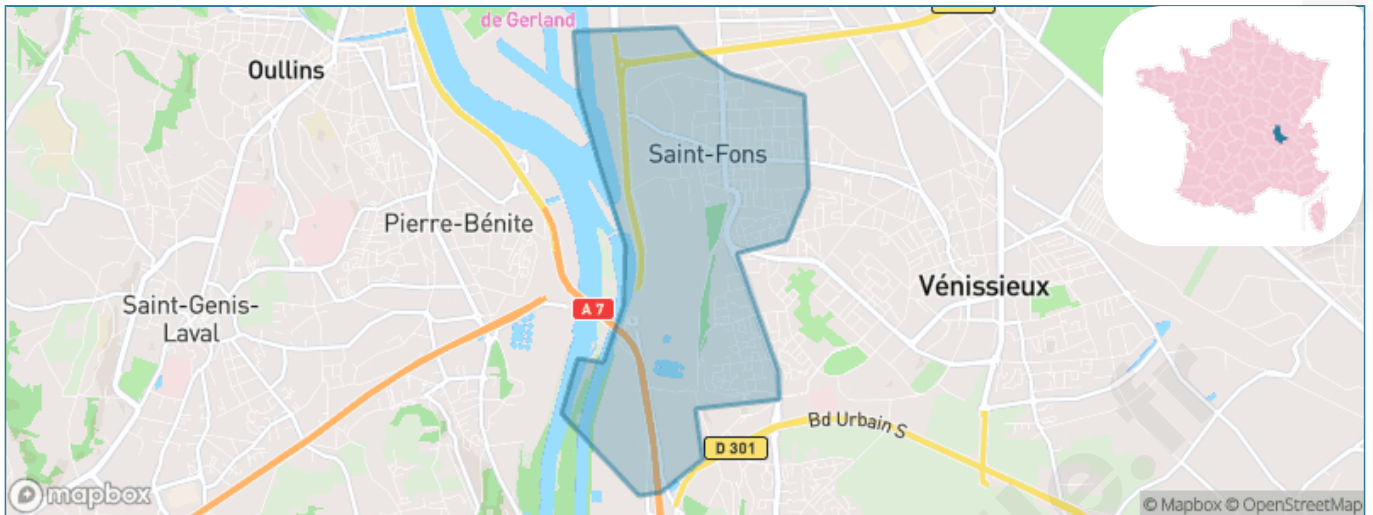 de Gerland
Oullins
Saint-Fons
Pierre-Bénite
Vénissieux
Saint-Genis-
Laval
A 7
Bd Urbain S
D 301
mapbox
© Mapbox © OpenStreetMap